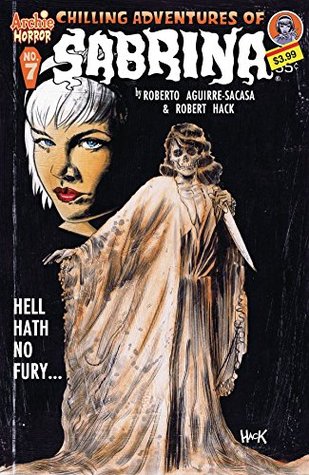 Archie
HORROR
NO.
7
CHILLING ADVENTURES OF
SABRINA
$3.99
35¢
by ROBERTO AGUIRRE-SACASA
& ROBERT HACK
HELL
HATH
NO
FURY...
HACK